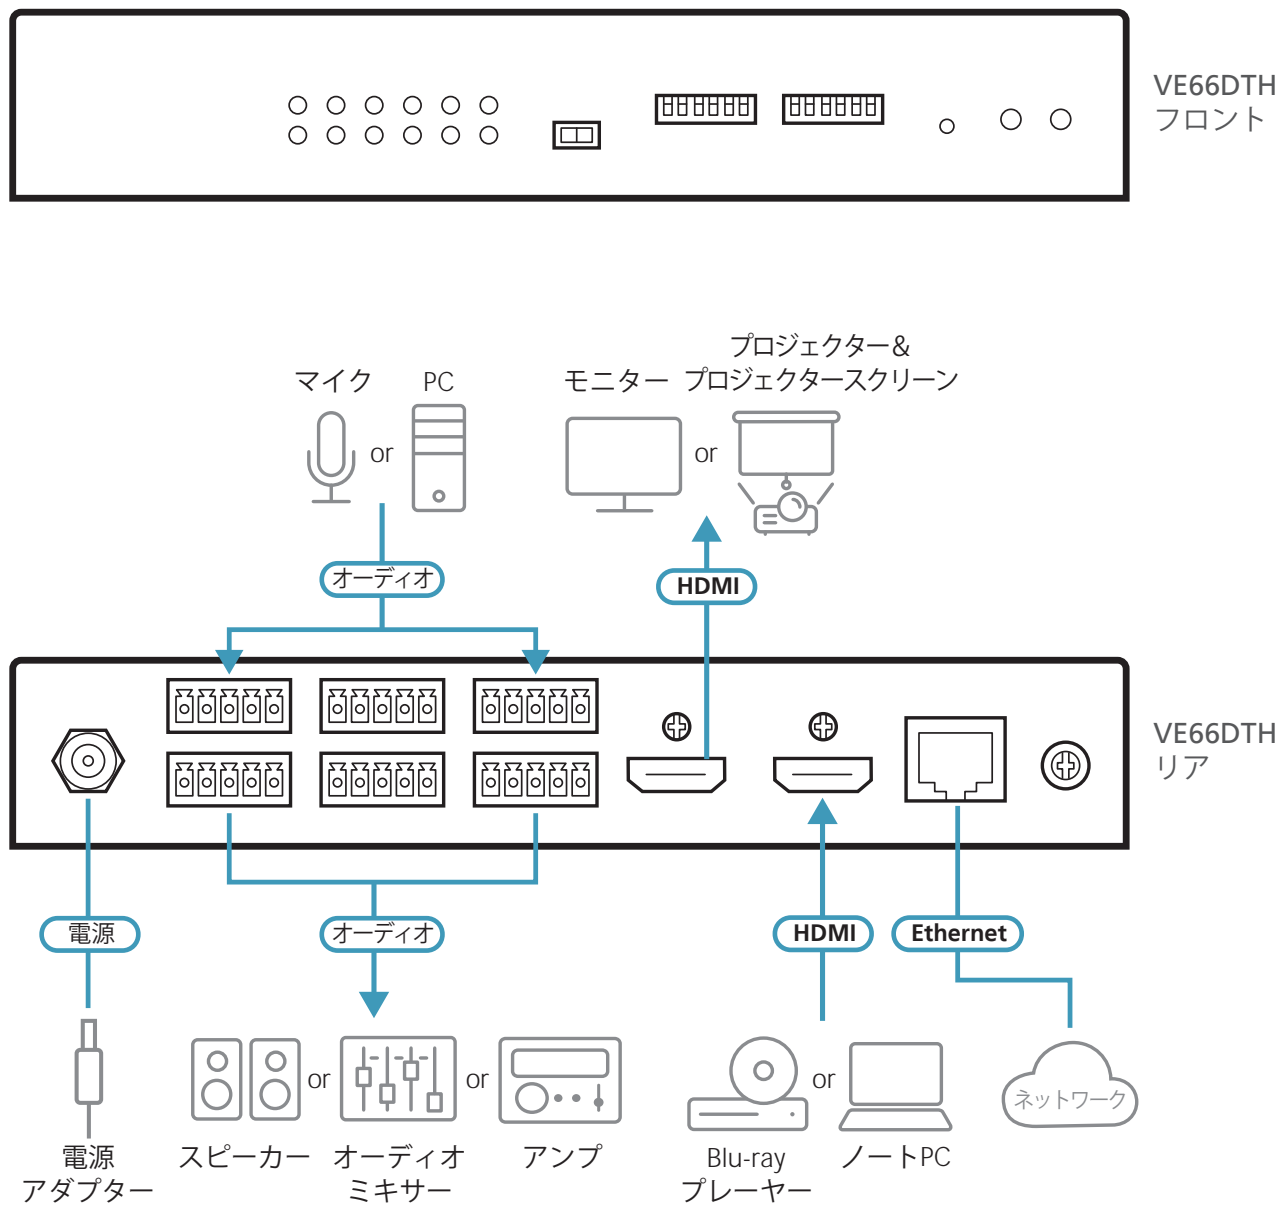 VE66DTH
フロント
プロジェクター&
マイク
PC
モニター
プロジェクタースクリーン
or
or
オーディオ
HDMI
VE66DTH
リア
電源
オーディオ
HDMI
Ethernet
or
or
or
ネットワーク
電源
アダプター
スピーカー
オーディオ
ミキサー
アンプ
Blu-ray
プレーヤー
ノートPC